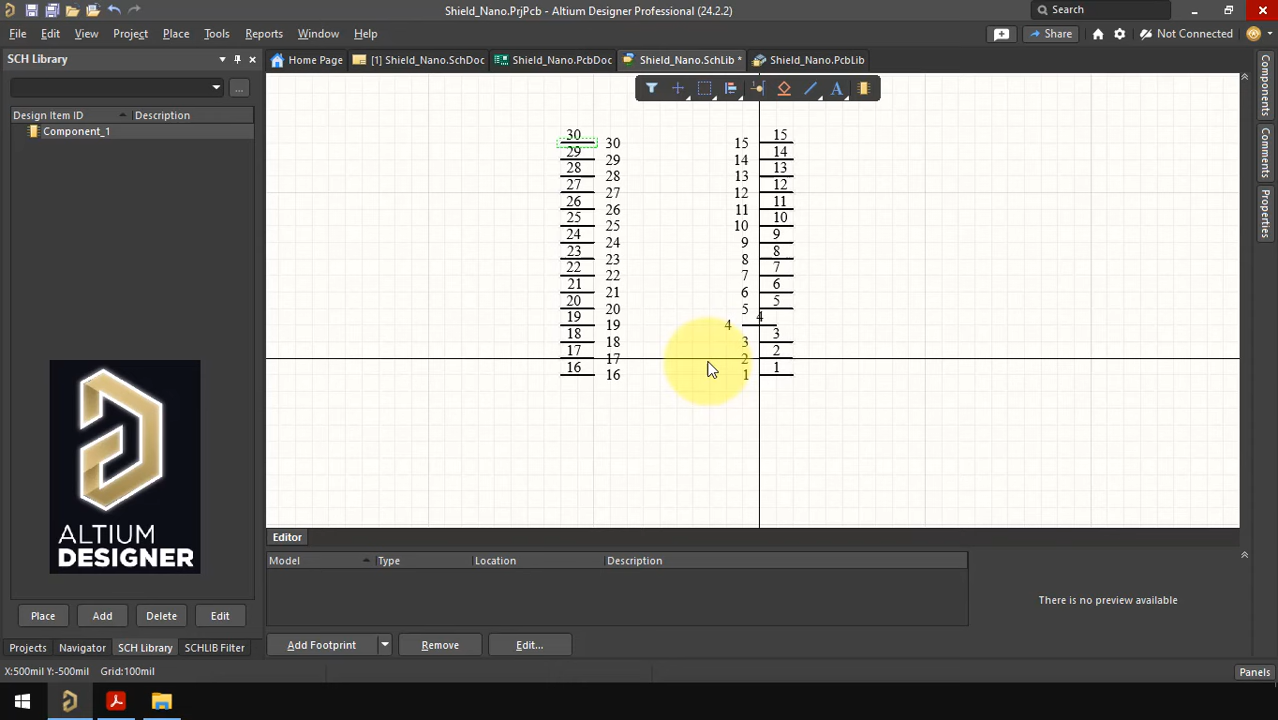 Shield_Nano.PrjPcb - Altium Designer Professional (24.2.2)
Search
File Edit View Project Place Tools Reports Window Help
Share
Not Connected
SCH Library
Home Page
[1] Shield_Nano.SchDoc
Shield_Nano.PcbDoc
Shield_Nano.SchLib *
Shield_Nano.PcbLib
...
Design Item ID
Description
Component_1
30 30 15 15
29 29 14 14
28 28 13 13
27 27 12 12
26 26 11 11
25 25 10 10
24 24 9 9
23 23 8 8
22 22 7 7
21 21 6 6
20 20 5 5
19 19 4 4
18 18 3 3
17 17 2 2
16 16 1 1
Components
Comments
Properties
ALTIUM
DESIGNER
Editor
Model Type Location Description
There is no preview available
Place Add Delete Edit
Add Footprint Remove Edit...
Projects Navigator SCH Library SCHLIB Filter
X:500mil Y:-500mil Grid:100mil
Panels